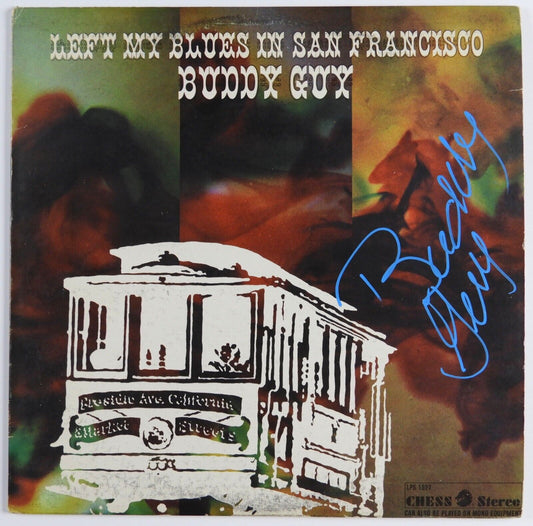 LEFT MY BLUES IN SAN FRANCISCO
BUDDY GUY
Buddy
Guy
Presidio Ave. California
Market Streets
LPS-1527
CHESS Stereo
CAN ALSO BE PLAYED ON MONO EQUIPMENT